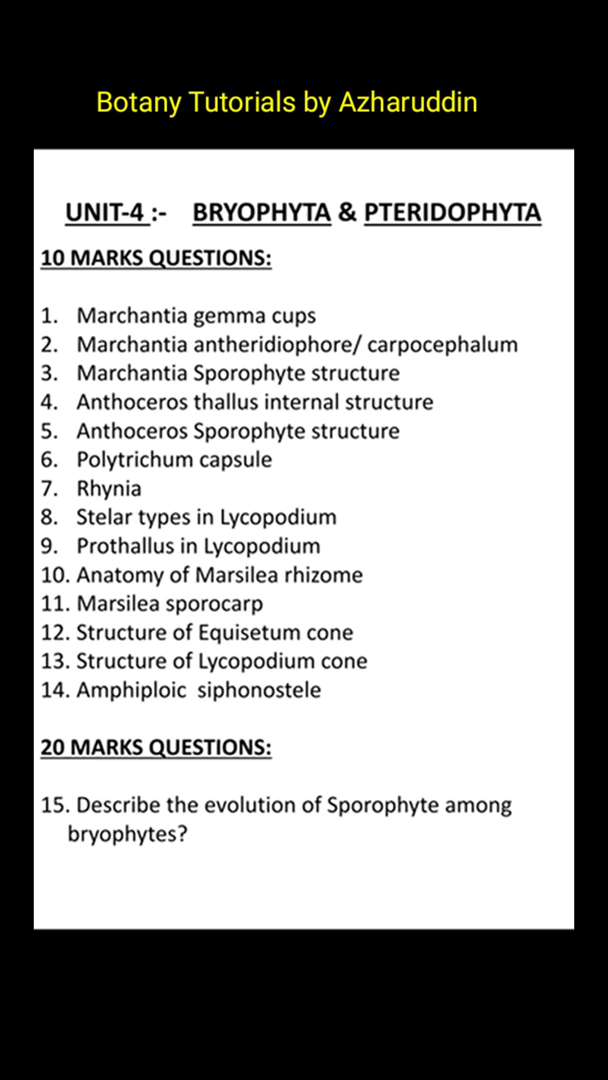 Botany Tutorials by Azharuddin
UNIT-4 :- BRYOPHYTA & PTERIDOPHYTA
10 MARKS QUESTIONS:
1. Marchantia gemma cups
2. Marchantia antheridiophore/ carpocephalum
3. Marchantia Sporophyte structure
4. Anthoceros thallus internal structure
5. Anthoceros Sporophyte structure
6. Polytrichum capsule
7. Rhynia
8. Stelar types in Lycopodium
9. Prothallus in Lycopodium
10. Anatomy of Marsilea rhizome
11. Marsilea sporocarp
12. Structure of Equisetum cone
13. Structure of Lycopodium cone
14. Amphiploic siphonostele
20 MARKS QUESTIONS:
15. Describe the evolution of Sporophyte among
bryophytes?